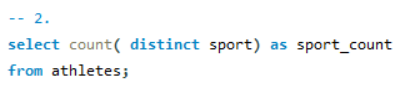 -- 2.
select count( distinct sport) as sport_count
from athletes;